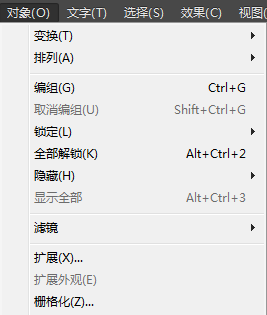 对象(O) 文字(T) 选择(S) 效果(C) 视图(
变换(T)
排列(A)
编组(G) Ctrl+G
取消编组(U) Shift+Ctrl+G
锁定(L)
全部解锁(K) Alt+Ctrl+2
隐藏(H)
显示全部 Alt+Ctrl+3
滤镜
扩展(X)...
扩展外观(E)
栅格化(Z)...